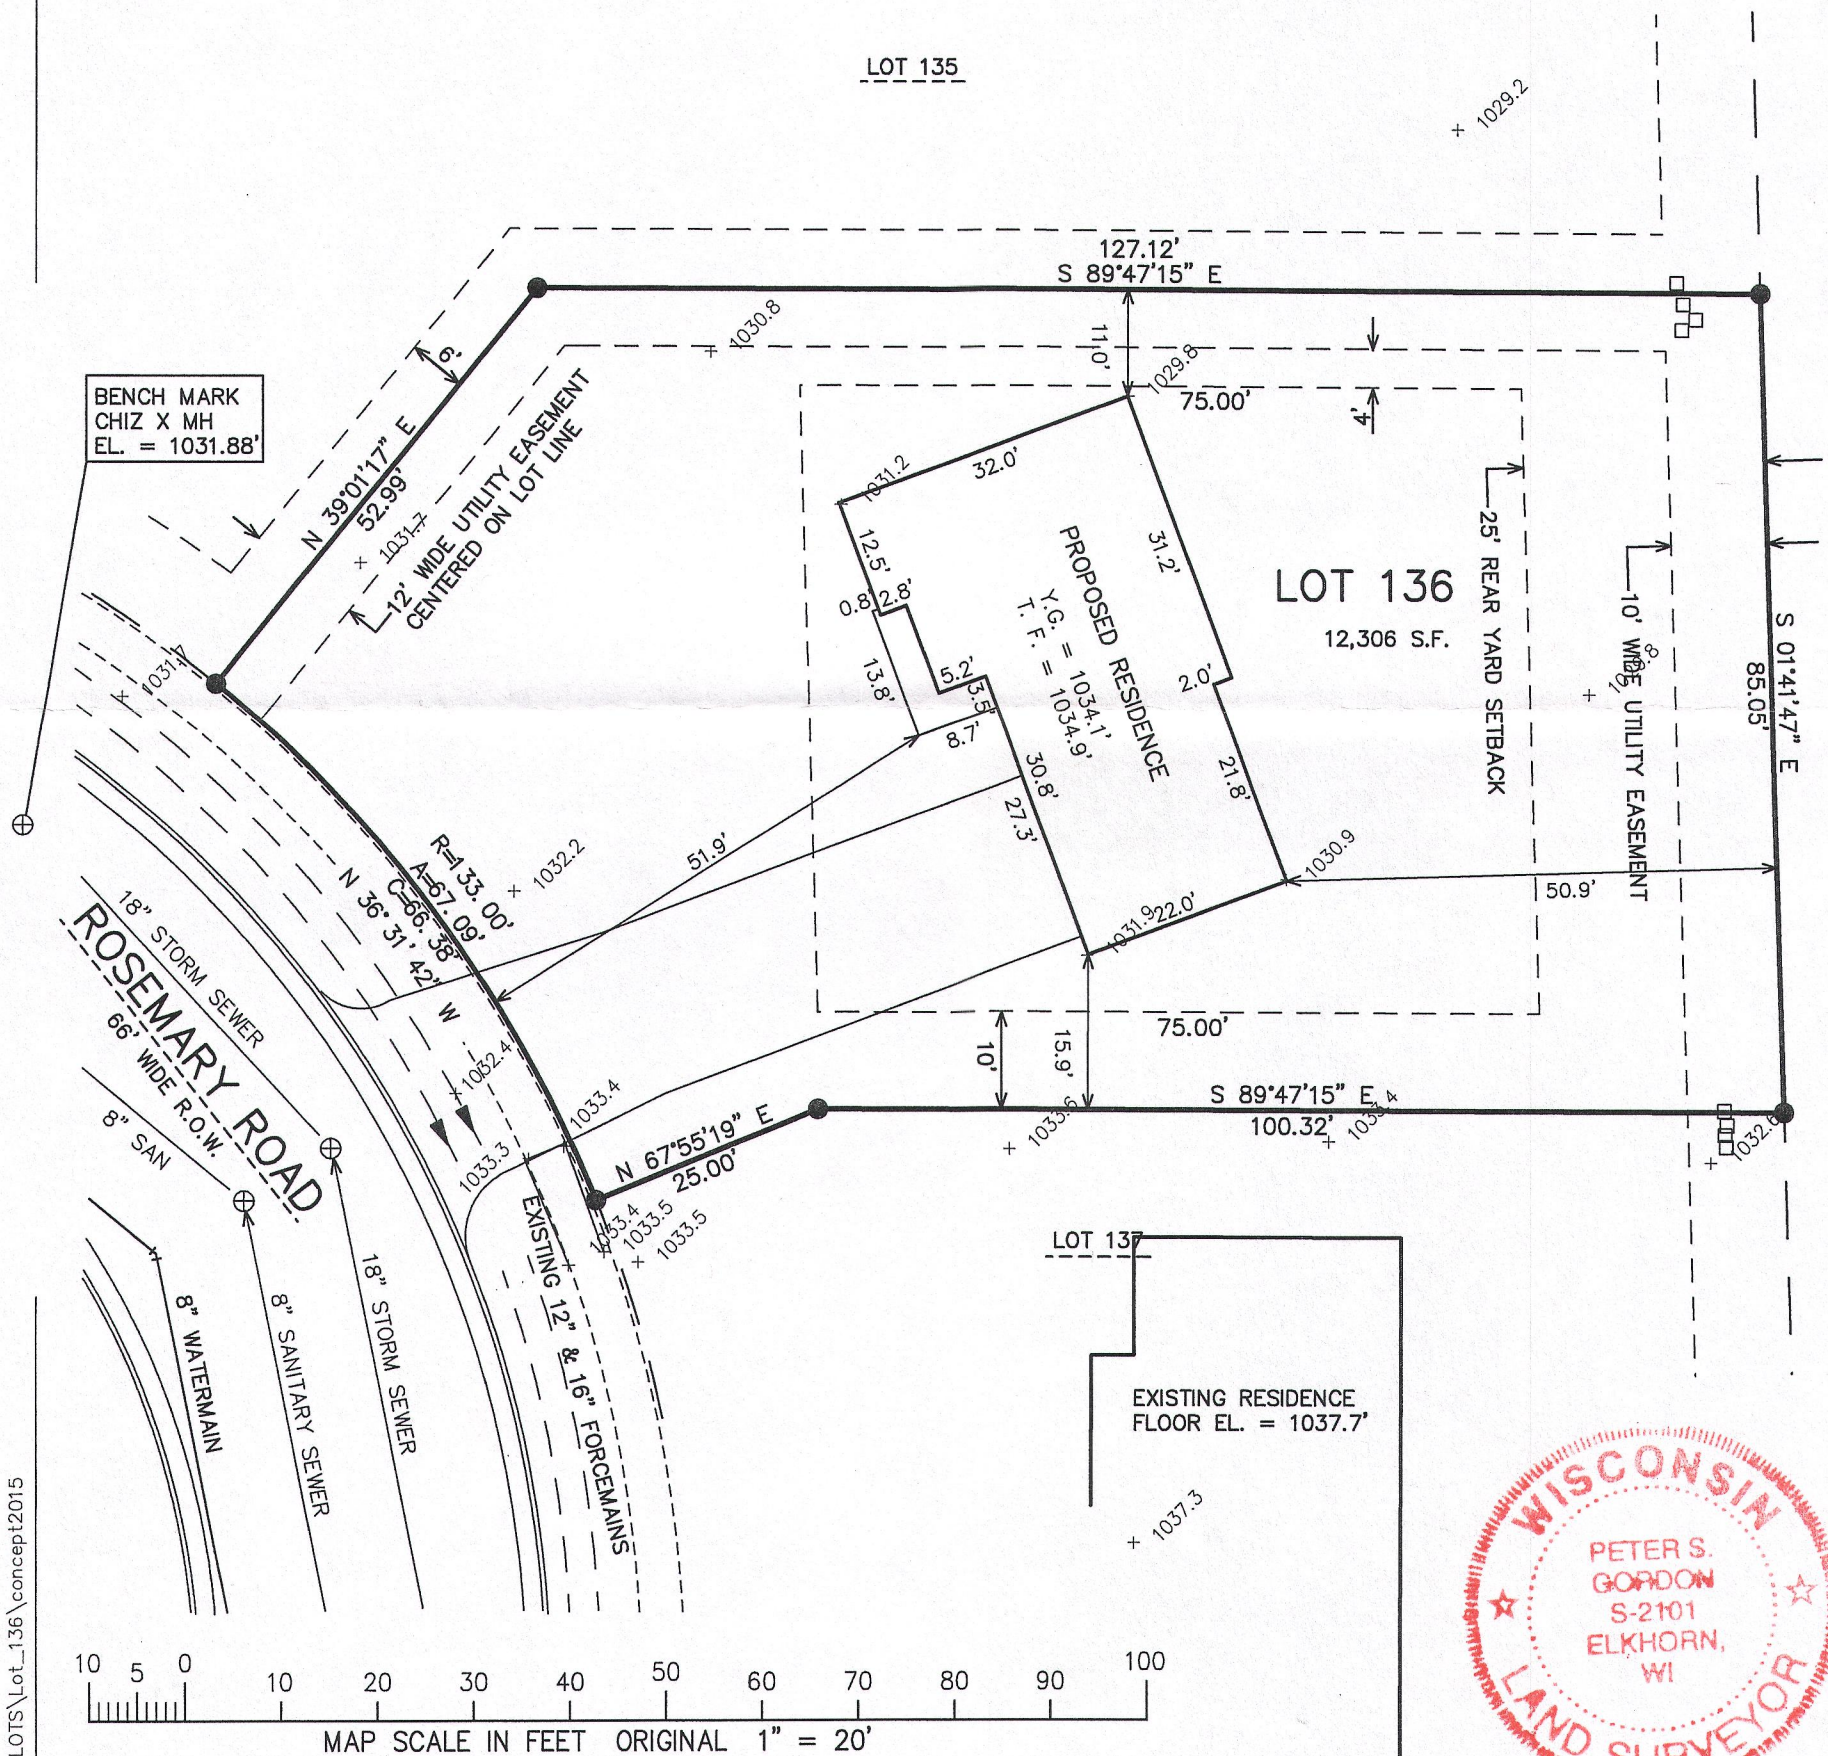 LOT 135
1029.2
127.12'
S 89°47'15" E
1030.8
11.0'
1029.8
75.00'
4'
6'
BENCH MARK
CHIZ X MH
EL. = 1031.88'
N 39°01'17" E
52.99'
1031.7
12' WIDE UTILITY EASEMENT
CENTERED ON LOT LINE
1031.2
32.0'
12.5'
0.8'
2.8'
31.2'
PROPOSED RESIDENCE
Y.G. = 1034.1'
T. F. = 1034.9'
LOT 136
12,306 S.F.
25' REAR YARD SETBACK
10' WIDE UTILITY EASEMENT
S 01°41'47" E
85.05'
1031.7
13.8'
5.2'
3.5'
8.7'
2.0'
21.8'
30.8'
27.3'
51.9'
R=133.00'
A=67.09'
C=66.38'
N 36°31'42" W
1032.2
1030.9
50.9'
1031.9
22.0'
18" STORM SEWER
ROSEMARY ROAD
66' WIDE R.O.W.
8" SAN
75.00'
10'
15.9'
1032.4
1033.4
1033.3
S 89°47'15" E
100.32'
1033.6
1033.4
1032.6
N 67°55'19" E
25.00'
1033.4
1033.5
1033.5
LOT 137
EXISTING 12" & 16" FORCEMAINS
18" STORM SEWER
8" SANITARY SEWER
8" WATERMAIN
EXISTING RESIDENCE
FLOOR EL. = 1037.7'
1037.3
WISCONSIN
PETER S.
GORDON
S-2101
ELKHORN,
WI
LAND SURVEYOR
LOTS\Lot_136\concept2015
10 5 0 10 20 30 40 50 60 70 80 90 100
MAP SCALE IN FEET ORIGINAL 1" = 20'